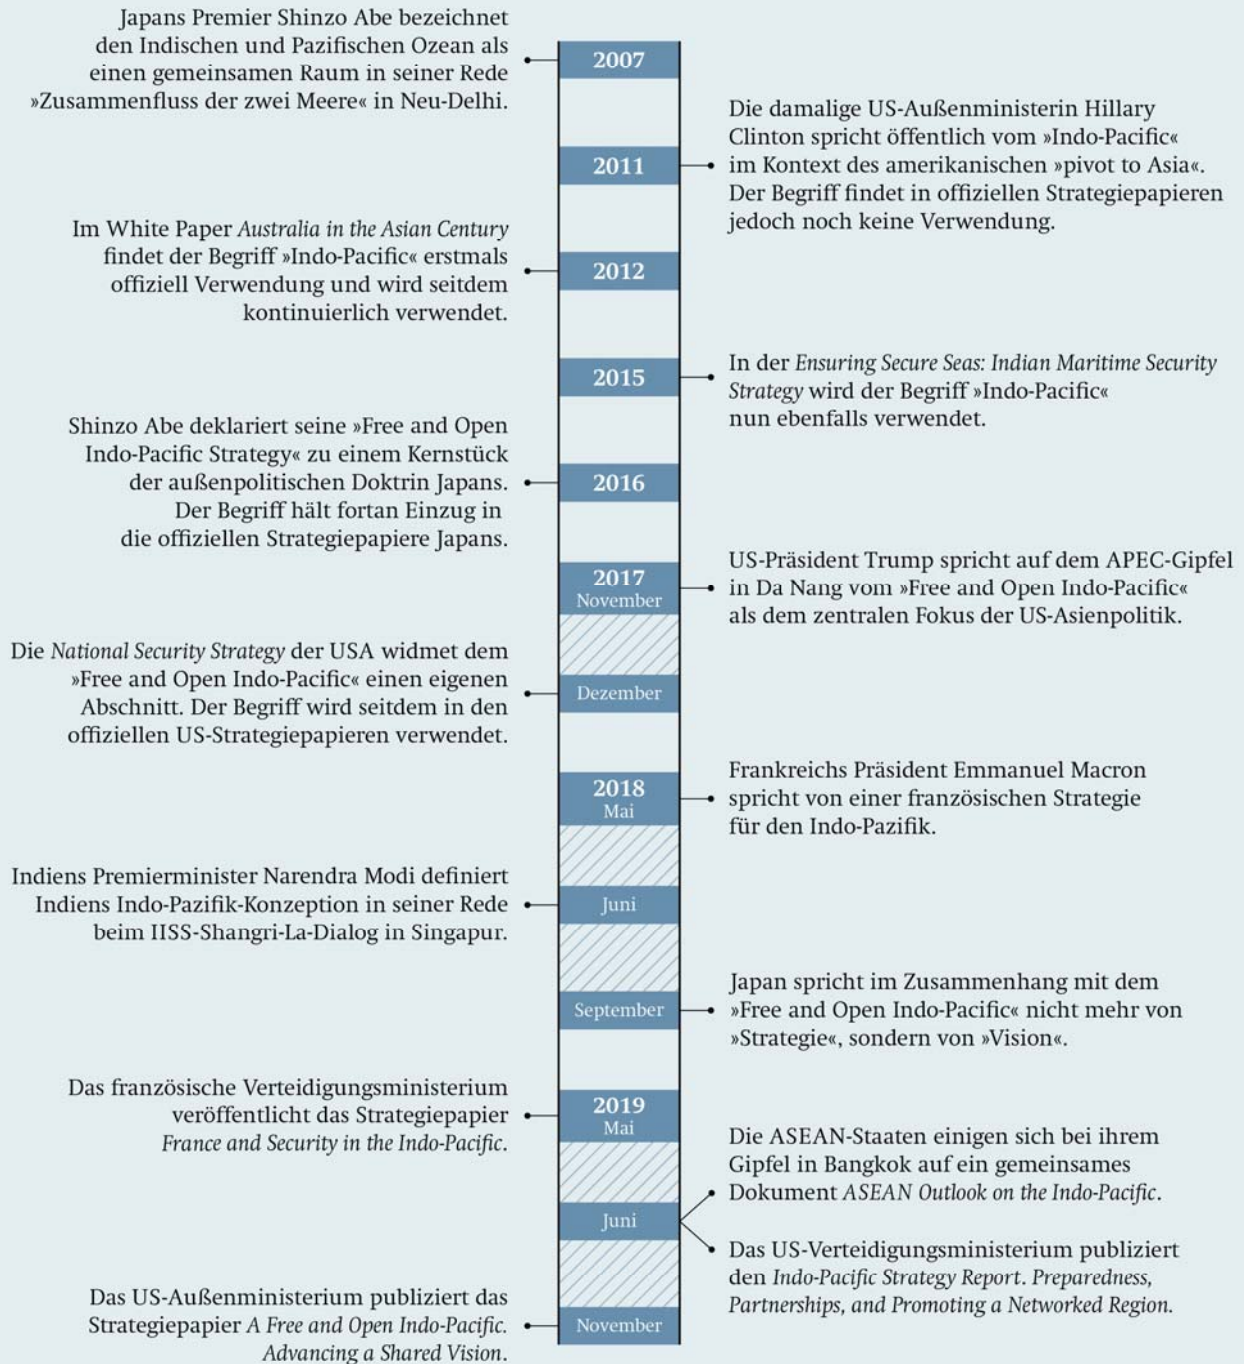 Japans Premier Shinzo Abe bezeichnet
den Indischen und Pazifischen Ozean als
einen gemeinsamen Raum in seiner Rede
»Zusammenfluss der zwei Meere« in Neu-Delhi.
2007
Die damalige US-Außenministerin Hillary
Clinton spricht öffentlich vom »Indo-Pacific«
im Kontext des amerikanischen »pivot to Asia«.
Der Begriff findet in offiziellen Strategiepapieren
jedoch noch keine Verwendung.
2011
Im White Paper Australia in the Asian Century
findet der Begriff »Indo-Pacific« erstmals
offiziell Verwendung und wird seitdem
kontinuierlich verwendet.
2012
In der Ensuring Secure Seas: Indian Maritime Security
Strategy wird der Begriff »Indo-Pacific«
nun ebenfalls verwendet.
2015
Shinzo Abe deklariert seine »Free and Open
Indo-Pacific Strategy« zu einem Kernstück
der außenpolitischen Doktrin Japans.
Der Begriff hält fortan Einzug in
die offiziellen Strategiepapiere Japans.
2016
US-Präsident Trump spricht auf dem APEC-Gipfel
in Da Nang vom »Free and Open Indo-Pacific«
als dem zentralen Fokus der US-Asienpolitik.
2017
November
Die National Security Strategy der USA widmet dem
»Free and Open Indo-Pacific« einen eigenen
Abschnitt. Der Begriff wird seitdem in den
offiziellen US-Strategiepapieren verwendet.
Dezember
Frankreichs Präsident Emmanuel Macron
spricht von einer französischen Strategie
für den Indo-Pazifik.
2018
Mai
Indiens Premierminister Narendra Modi definiert
Indiens Indo-Pazifik-Konzeption in seiner Rede
beim IISS-Shangri-La-Dialog in Singapur.
Juni
Japan spricht im Zusammenhang mit dem
»Free and Open Indo-Pacific« nicht mehr von
»Strategie«, sondern von »Vision«.
September
Das französische Verteidigungsministerium
veröffentlicht das Strategiepapier
France and Security in the Indo-Pacific.
2019
Mai
Die ASEAN-Staaten einigen sich bei ihrem
Gipfel in Bangkok auf ein gemeinsames
Dokument ASEAN Outlook on the Indo-Pacific.
Juni
Das US-Verteidigungsministerium publiziert
den Indo-Pacific Strategy Report. Preparedness,
Partnerships, and Promoting a Networked Region.
Das US-Außenministerium publiziert das
Strategiepapier A Free and Open Indo-Pacific.
Advancing a Shared Vision.
November